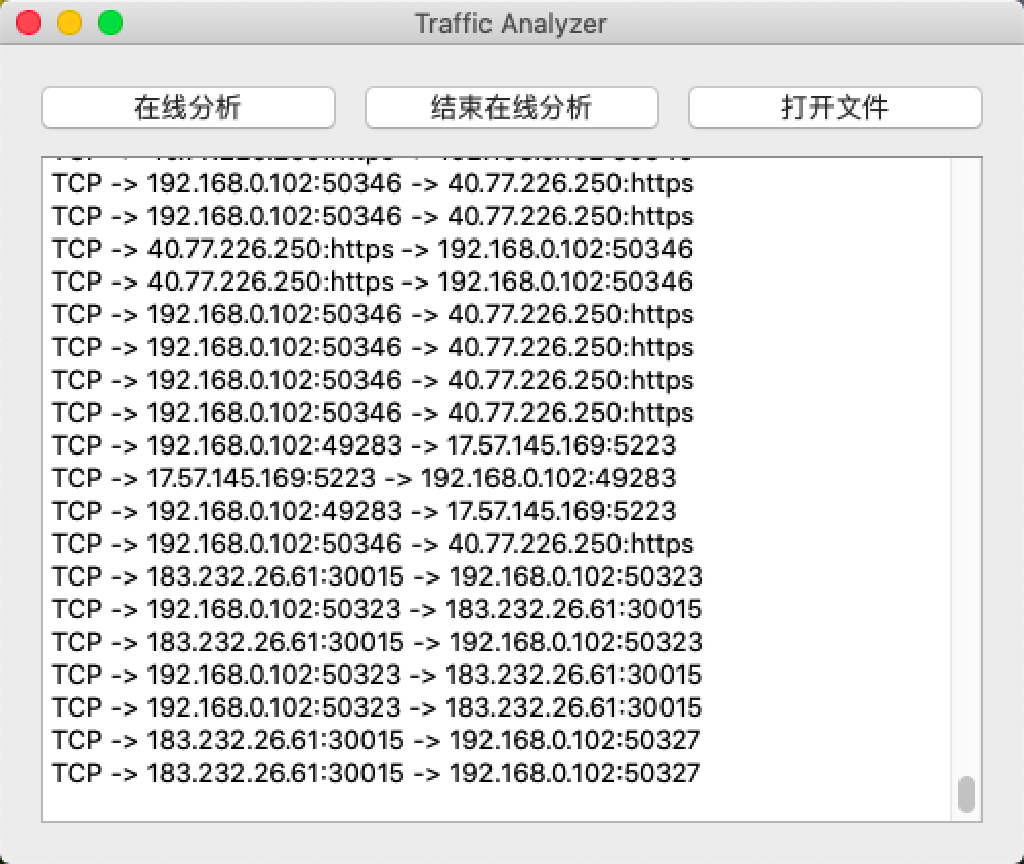 Traffic Analyzer
在线分析 结束在线分析 打开文件
TCP -> 192.168.0.102:50346 -> 40.77.226.250:https
TCP -> 192.168.0.102:50346 -> 40.77.226.250:https
TCP -> 40.77.226.250:https -> 192.168.0.102:50346
TCP -> 40.77.226.250:https -> 192.168.0.102:50346
TCP -> 192.168.0.102:50346 -> 40.77.226.250:https
TCP -> 192.168.0.102:50346 -> 40.77.226.250:https
TCP -> 192.168.0.102:50346 -> 40.77.226.250:https
TCP -> 192.168.0.102:50346 -> 40.77.226.250:https
TCP -> 192.168.0.102:49283 -> 17.57.145.169:5223
TCP -> 17.57.145.169:5223 -> 192.168.0.102:49283
TCP -> 192.168.0.102:49283 -> 17.57.145.169:5223
TCP -> 192.168.0.102:50346 -> 40.77.226.250:https
TCP -> 183.232.26.61:30015 -> 192.168.0.102:50323
TCP -> 192.168.0.102:50323 -> 183.232.26.61:30015
TCP -> 183.232.26.61:30015 -> 192.168.0.102:50323
TCP -> 192.168.0.102:50323 -> 183.232.26.61:30015
TCP -> 192.168.0.102:50323 -> 183.232.26.61:30015
TCP -> 183.232.26.61:30015 -> 192.168.0.102:50327
TCP -> 183.232.26.61:30015 -> 192.168.0.102:50327